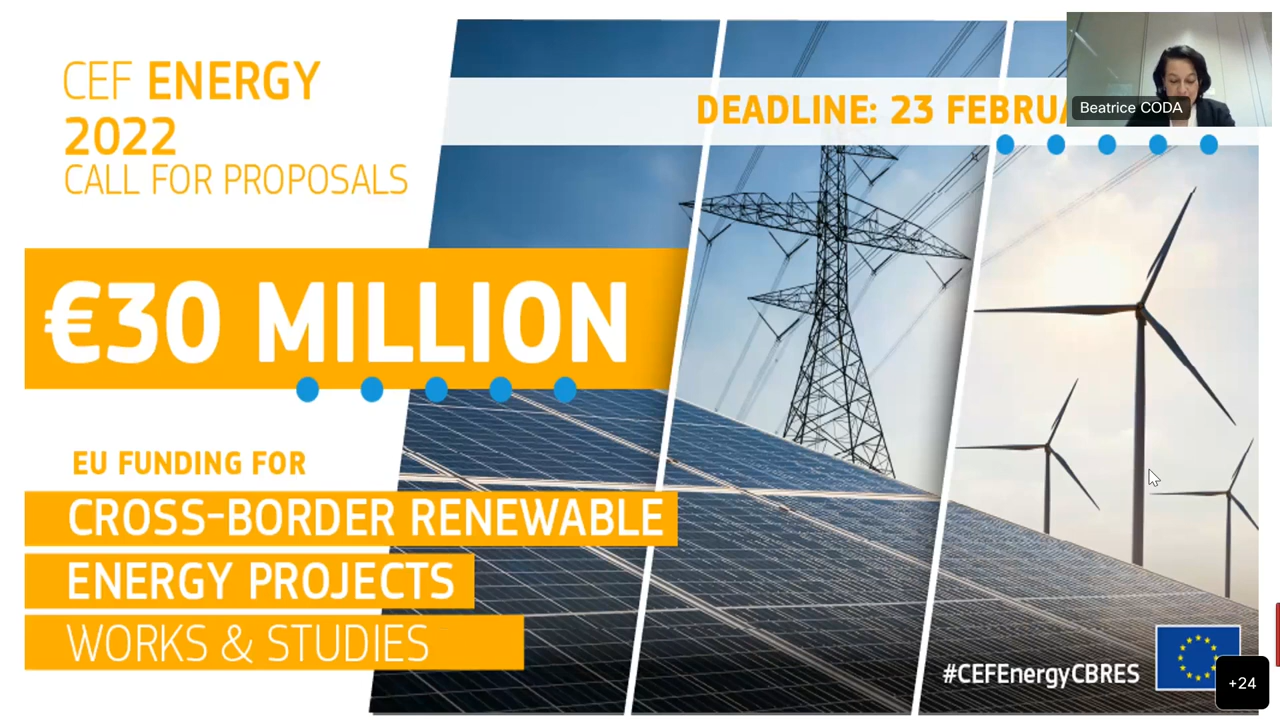 CEF ENERGY
2022
CALL FOR PROPOSALS
DEADLINE: 23
Beatrice CODA
€30 MILLION
EU FUNDING FOR
CROSS-BORDER RENEWABLE
ENERGY PROJECTS
WORKS & STUDIES
#CEFEnergyCBRES
+24